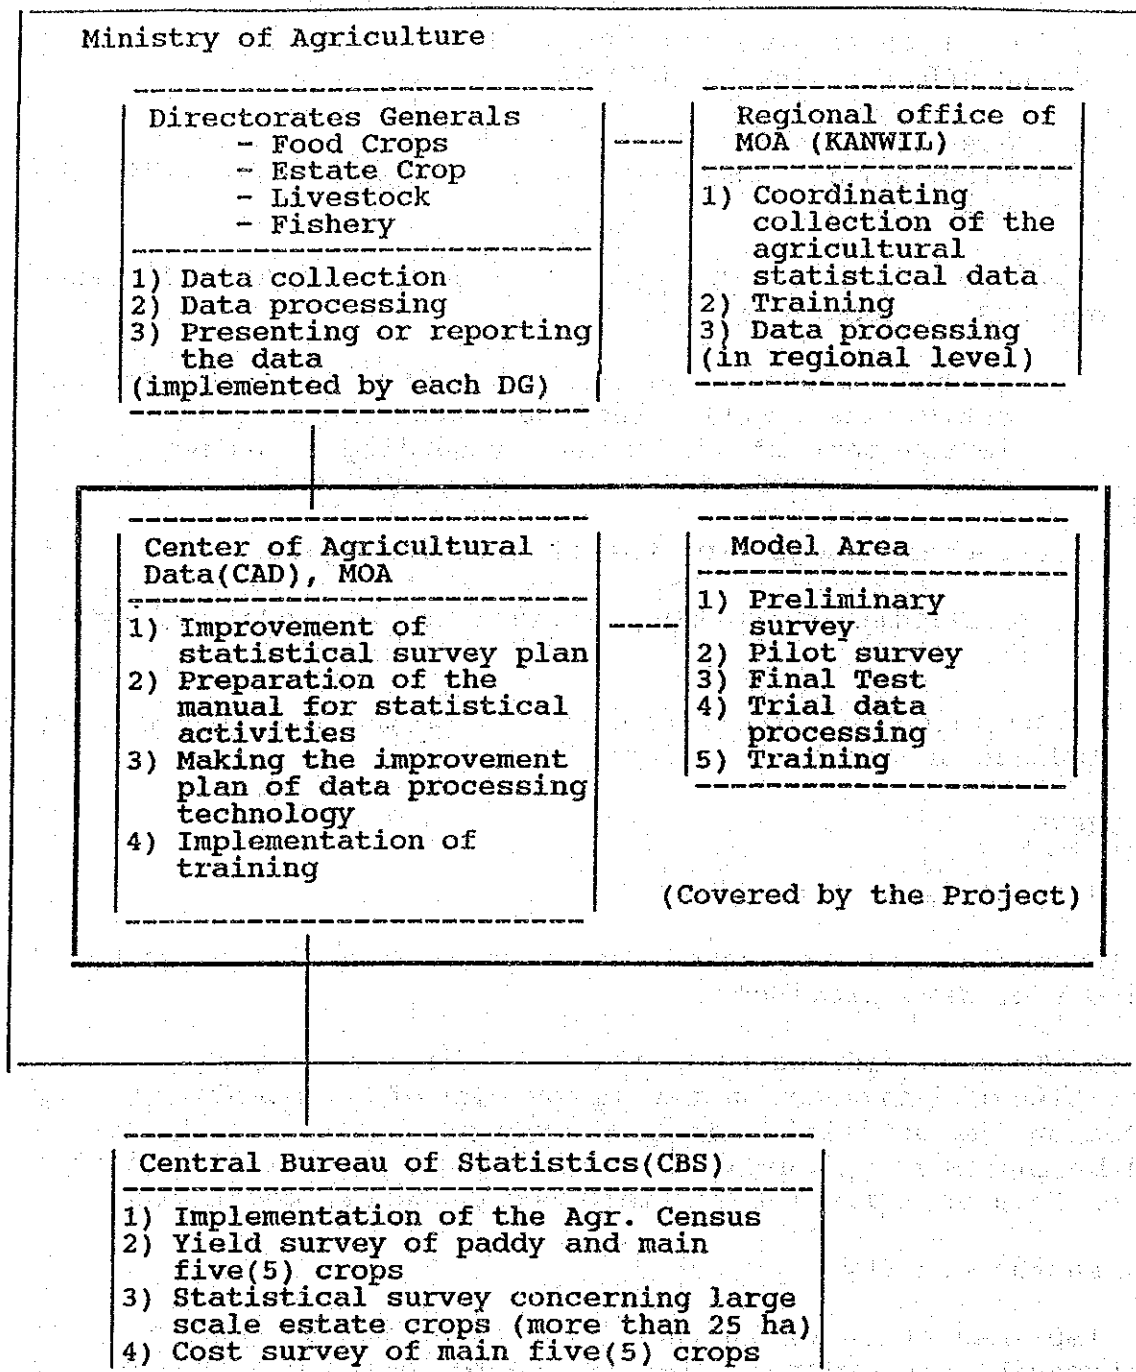 Ministry of Agriculture
Directorates Generals
- Food Crops
- Estate Crop
- Livestock
- Fishery
1) Data collection
2) Data processing
3) Presenting or reporting
the data
(implemented by each DG)
Regional office of
MOA (KANWIL)
1) Coordinating
collection of the
agricultural
statistical data
2) Training
3) Data processing
(in regional level)
Center of Agricultural
Data(CAD), MOA
1) Improvement of
statistical survey plan
2) Preparation of the
manual for statistical
activities
3) Making the improvement
plan of data processing
technology
4) Implementation of
training
Model Area
1) Preliminary
survey
2) Pilot survey
3) Final Test
4) Trial data
processing
5) Training
(Covered by the Project)
Central Bureau of Statistics(CBS)
1) Implementation of the Agr. Census
2) Yield survey of paddy and main
five(5) crops
3) Statistical survey concerning large
scale estate crops (more than 25 ha)
4) Cost survey of main five(5) crops